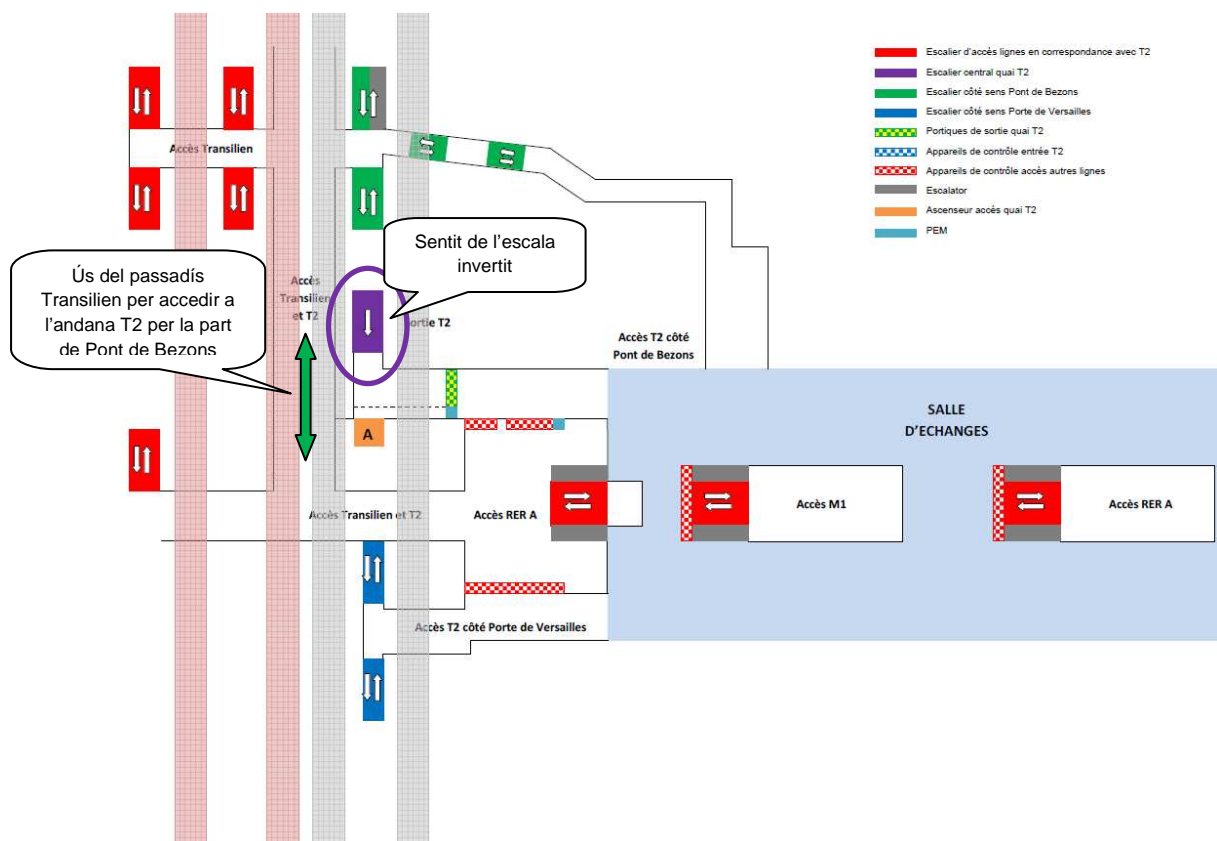 Escalier d'accès lignes en correspondance avec T2
Escalier central quai T2
Escalier côté sens Pont de Bezons
Escalier côté sens Porte de Versailles
Portiques de sortie quai T2
Appareils de contrôle entrée T2
Appareils de contrôle accès autres lignes
Escalator
Ascenseur accès quai T2
PEM
Accès Transilien
Sentit de l'escala
invertit
Ús del passadís
Transilien per accedir a
l'andana T2 per la part
de Pont de Bezons
Accès
Transilien
et T2
ortie T2
Accès T2 côté
Pont de Bezons
SALLE
D'ECHANGES
A
Accès Transilien et T2
Accès RER A
Accès M1
Accès RER A
Accès T2 côté Porte de Versailles